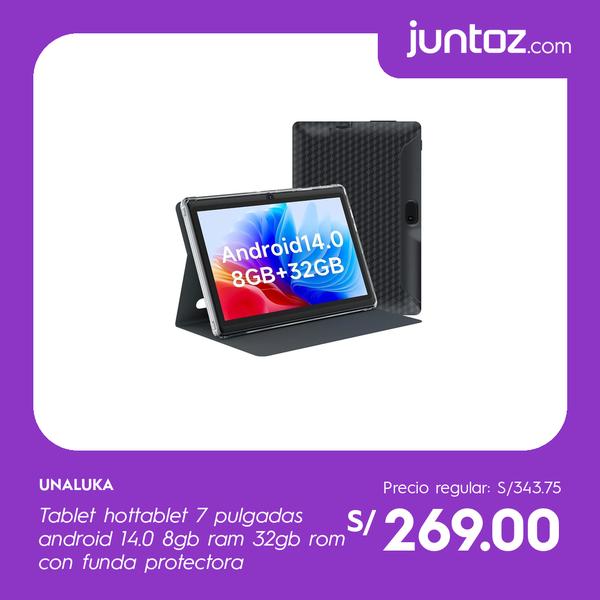 juntoz.com
Android14.0
8GB+32GB
UNALUKA
Tablet hottablet 7 pulgadas
android 14.0 8gb ram 32gb rom
con funda protectora
Precio regular: S/343.75
S/ 269.00